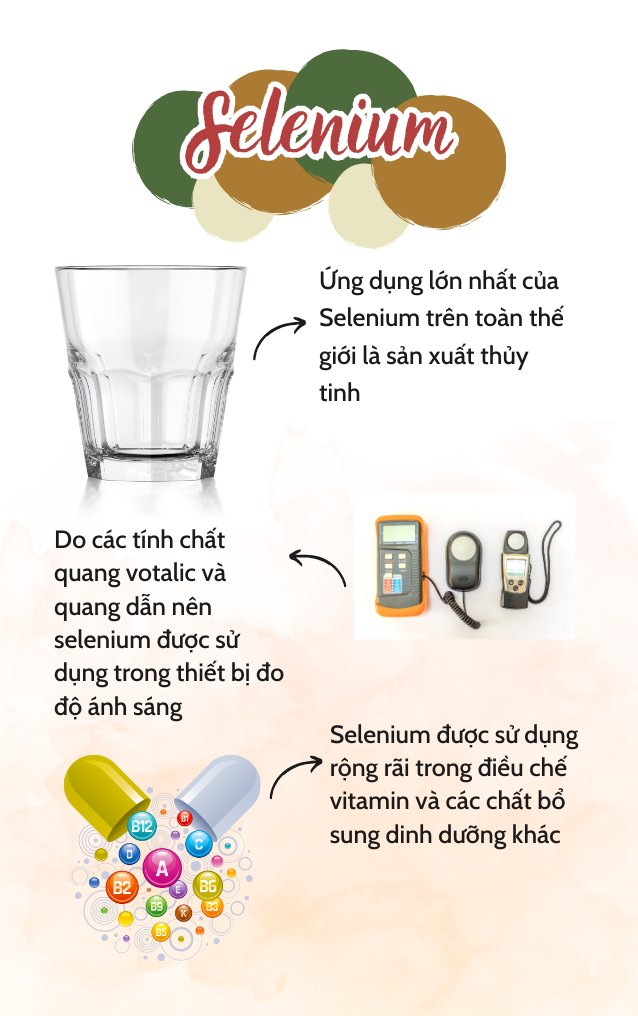 Selenium
Ứng dụng lớn nhất của
Selenium trên toàn thế
giới là sản xuất thủy
tinh
Do các tính chất
quang votalic và
quang dẫn nên
selenium được sử
dụng trong thiết bị đo
độ ánh sáng
Selenium được sử dụng
rộng rãi trong điều chế
vitamin và các chất bổ
sung dinh dưỡng khác
B12
B1
C
D
A
E
B2
B6
B9
K
B3
B5